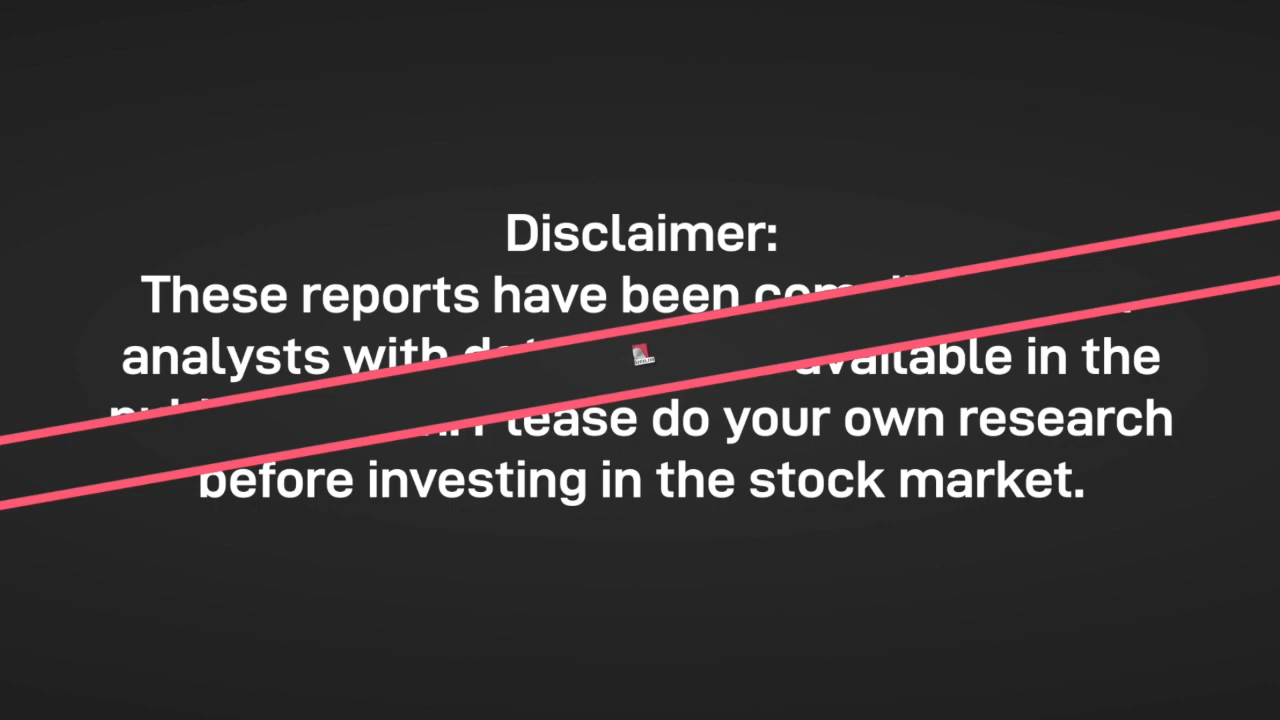 Disclaimer:
These reports have been
analysts with available in the
do your own research
before investing in the stock market.